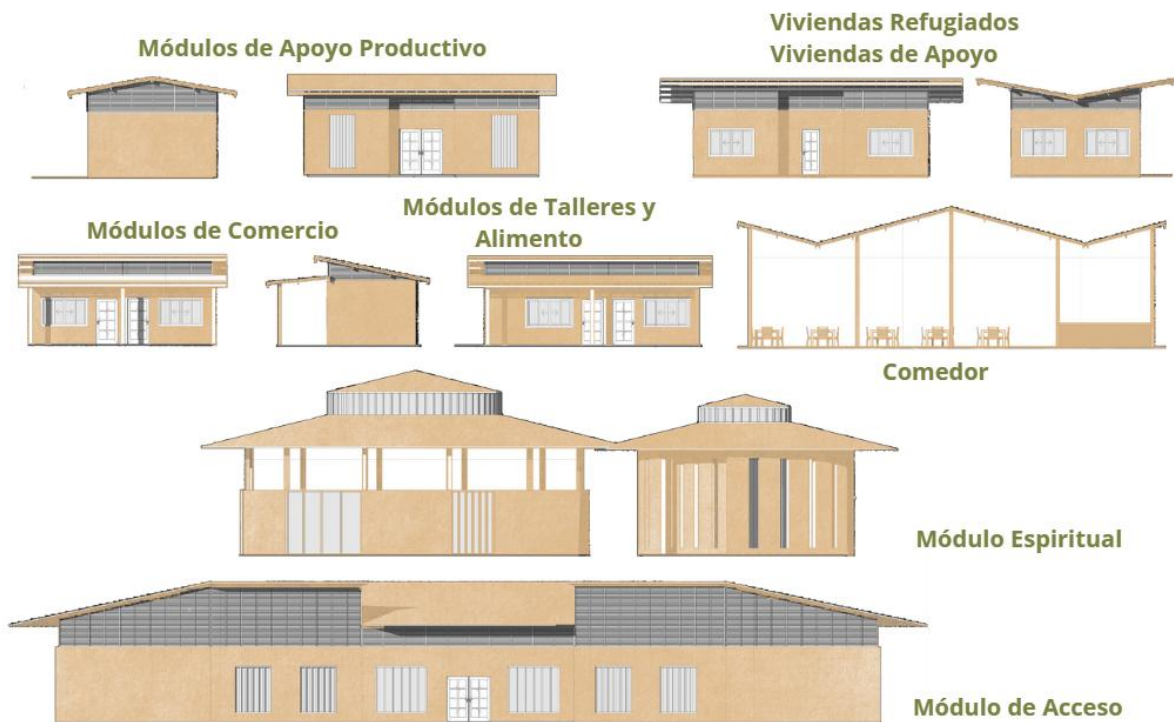 Módulos de Apoyo Productivo
Viviendas Refugiados
Viviendas de Apoyo
Módulos de Comercio
Módulos de Talleres y
Alimento
Comedor
Módulo Espiritual
Módulo de Acceso